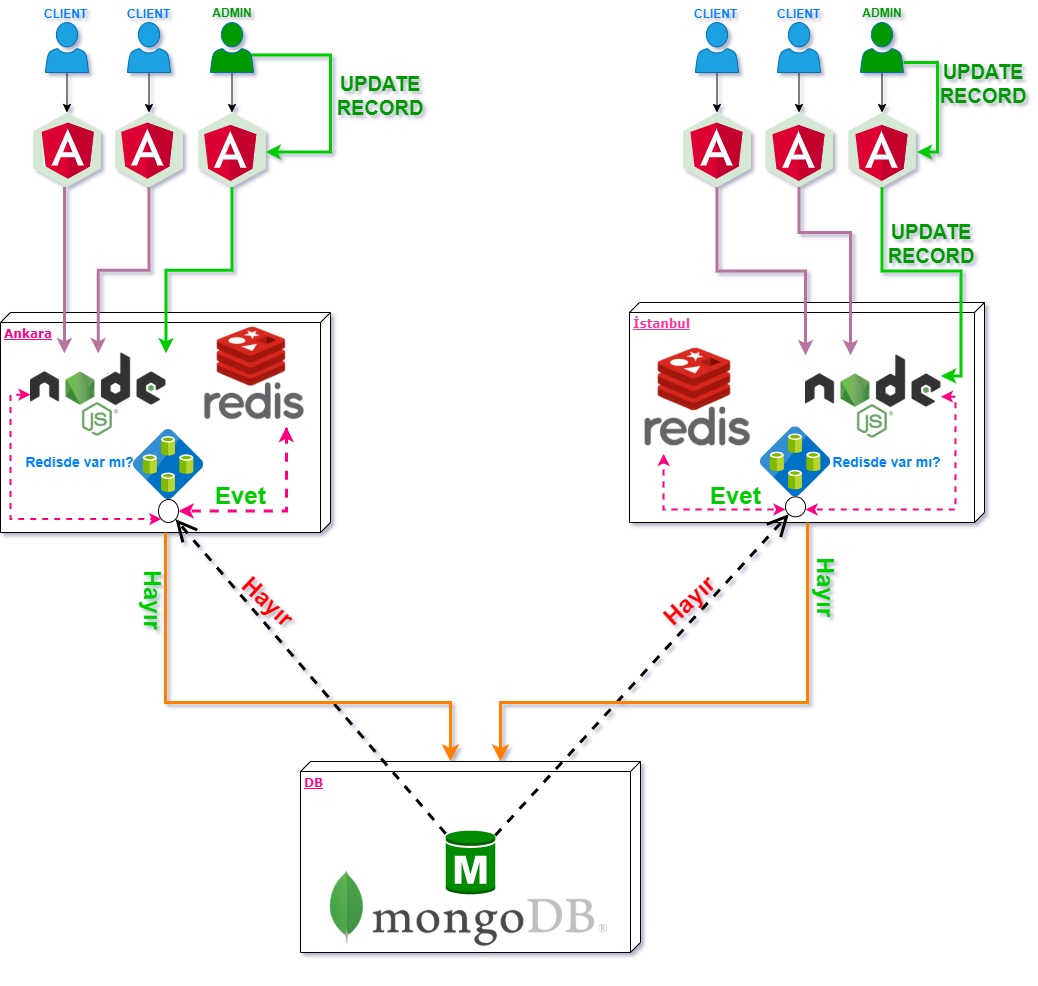 CLIENT
CLIENT
ADMIN
CLIENT
CLIENT
ADMIN
UPDATE
RECORD
UPDATE
RECORD
A
A
A
A
A
A
UPDATE
RECORD
Ankara
İstanbul
node
JS®
redis
redis
node
JS®
Redisde var mı?
Evet
Redisde var mı?
Evet
Hayır
Hayır
Hayır
Hayır
DB
M
mongoDB®